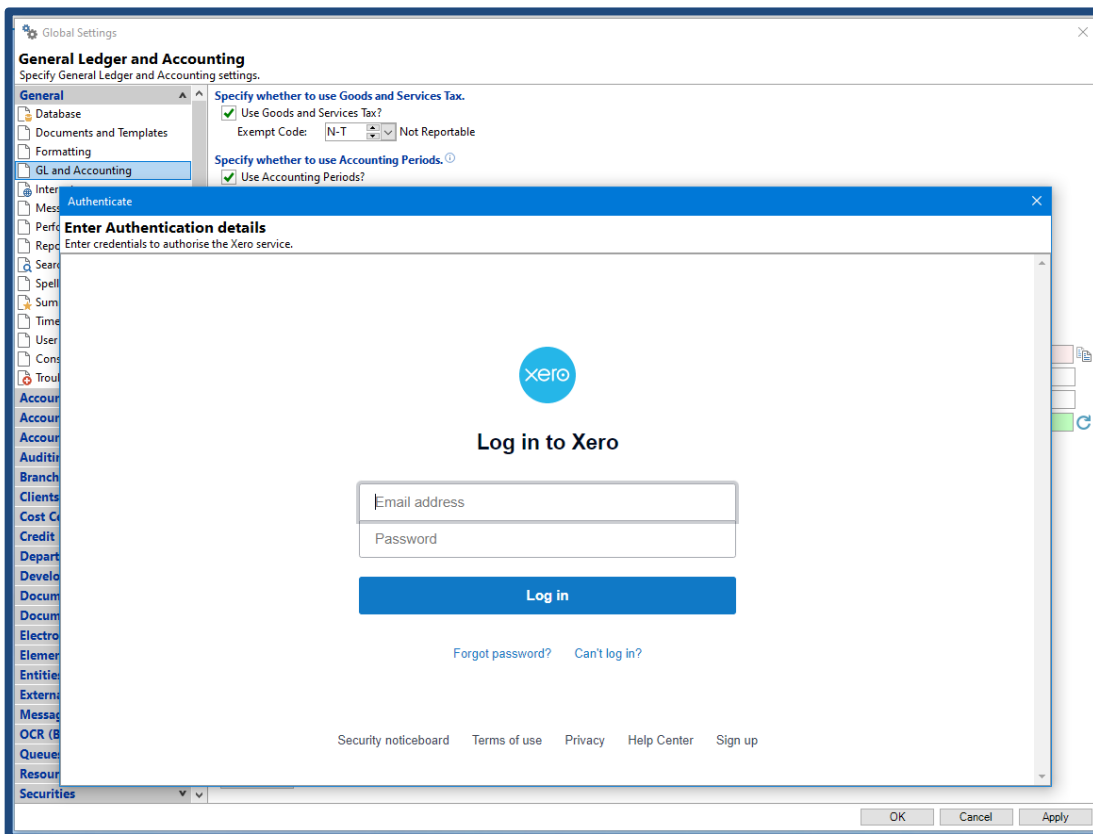 Global Settings
General Ledger and Accounting
Specify General Ledger and Accounting settings.
General
Database
Documents and Templates
Formatting
GL and Accounting
Specify whether to use Goods and Services Tax.
Use Goods and Services Tax?
Exempt Code: N-T Not Reportable
Specify whether to use Accounting Periods.
Use Accounting Periods?
Authenticate
Enter Authentication details
Enter credentials to authorise the Xero service.
xero
Log in to Xero
Email address
Password
Log in
Forgot password? Can't log in?
Security noticeboard Terms of use Privacy Help Center Sign up
User
Clients
Credit
Securities
OK Cancel Apply